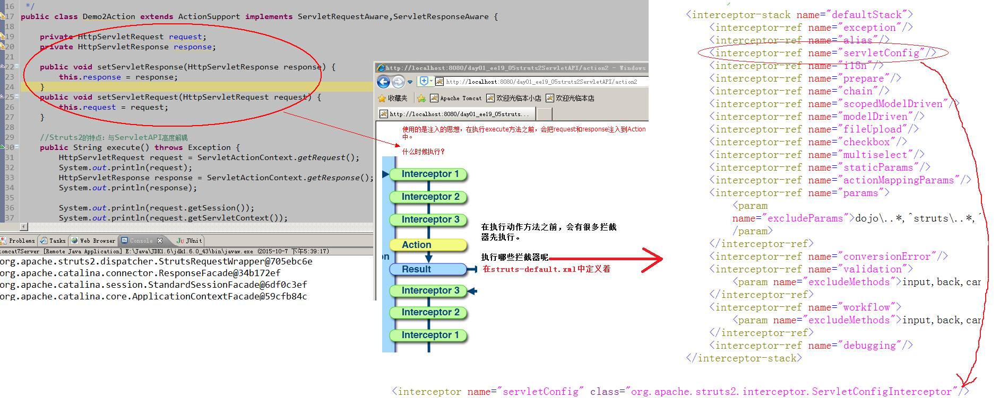 16 */
17 public class Demo2Action extends ActionSupport implements ServletRequestAware,ServletResponseAware {
18
19 private HttpServletRequest request;
20 private HttpServletResponse response;
21
22 public void setServletResponse(HttpServletResponse response) {
23 this.response = response;
24 }
25 public void setServletRequest(HttpServletRequest request) {
26 this.request = request;
27 }
28
29 //Struts2的特点：与ServletAPI高度解耦
30 public String execute() throws Exception {
31 HttpServletRequest request = ServletActionContext.getRequest();
32 System.out.println(request);
33 HttpServletResponse response = ServletActionContext.getResponse();
34 System.out.println(response);
35
36 System.out.println(request.getSession());
37 System.out.println(request.getServletContext());
Problems Tasks Web Browser Console JUnit
tomcat7Server [Remote Java Application] E:\Java\JDK1.6\jdk1.6.0_43\bin\javaw.exe (2015-10-7 下午5:39:17)
org.apache.struts2.dispatcher.StrutsRequestWrapper@705ebc6e
org.apache.catalina.connector.ResponseFacade@34b172ef
org.apache.catalina.session.StandardSessionFacade@6df0c3ef
org.apache.catalina.core.ApplicationContextFacade@59cfb84c
http://localhost:8080/day01_ee19_05struts2ServletAPI/action2 - Windows
http://localhost:8080/day01_ee19_05struts2ServletAPI/action2
收藏夹 Apache Tomcat 欢迎光临本小店 欢迎光临本店
http://localhost:8080/day01_ee19_05struts...
使用的是注入的思想，在执行execute方法之前，会把request和response注入到Action
中。
什么时候执行？
Interceptor 1
Interceptor 2
Interceptor 3
Action
on
Result
Interceptor 3
Interceptor 2
Interceptor 1
在执行动作方法之前，会有很多拦截
器先执行。
执行哪些拦截器呢
在struts-default.xml中定义着
<interceptor-stack name="defaultStack">
<interceptor-ref name="exception"/>
<interceptor-ref name="alias"/>
<interceptor-ref name="servletConfig"/>
<interceptor-ref name="i18n"/>
<interceptor-ref name="prepare"/>
<interceptor-ref name="chain"/>
<interceptor-ref name="scopedModelDriven"/>
<interceptor-ref name="modelDriven"/>
<interceptor-ref name="fileUpload"/>
<interceptor-ref name="checkbox"/>
<interceptor-ref name="multiselect"/>
<interceptor-ref name="staticParams"/>
<interceptor-ref name="actionMappingParams"/>
<interceptor-ref name="params">
<param
name="excludeParams">dojo\..*,^struts\..*,^
/param>
</interceptor-ref>
<interceptor-ref name="conversionError"/>
<interceptor-ref name="validation">
<param name="excludeMethods">input,back,can
</interceptor-ref>
<interceptor-ref name="workflow">
<param name="excludeMethods">input,back,can
</interceptor-ref>
<interceptor-ref name="debugging"/>
</interceptor-stack>
<interceptor name="servletConfig" class="org.apache.struts2.interceptor.ServletConfigInterceptor"/>